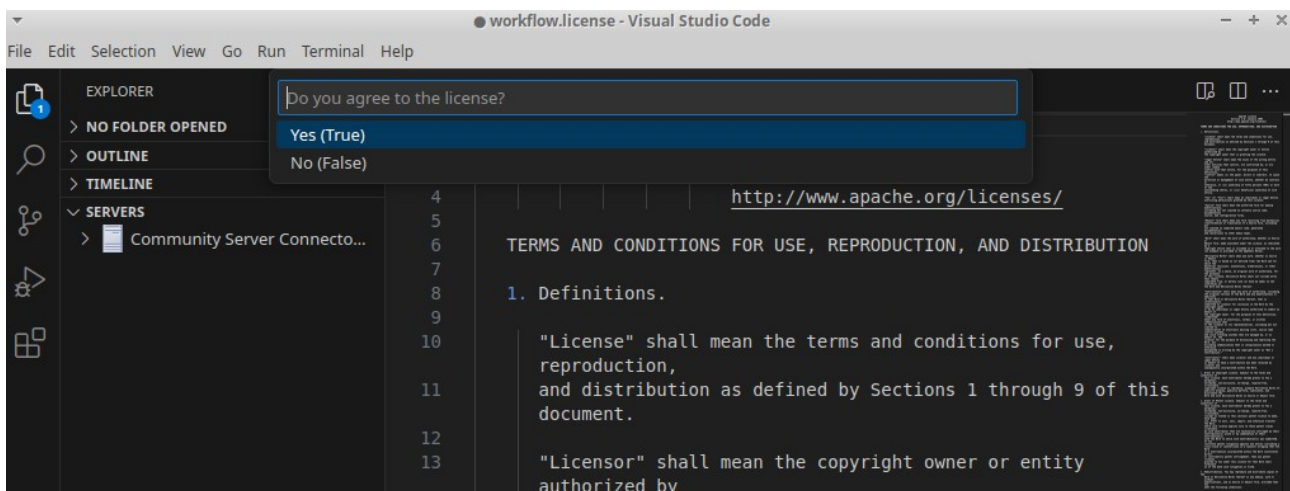 ● workflow.license - Visual Studio Code
File Edit Selection View Go Run Terminal Help
EXPLORER
NO FOLDER OPENED
OUTLINE
TIMELINE
SERVERS
Community Server Connecto...
1
Do you agree to the license?
Yes (True)
No (False)
4 http://www.apache.org/licenses/
5
6 TERMS AND CONDITIONS FOR USE, REPRODUCTION, AND DISTRIBUTION
7
8 1. Definitions.
9
10 "License" shall mean the terms and conditions for use,
reproduction,
11 and distribution as defined by Sections 1 through 9 of this
document.
12
13 "Licensor" shall mean the copyright owner or entity
authorized by